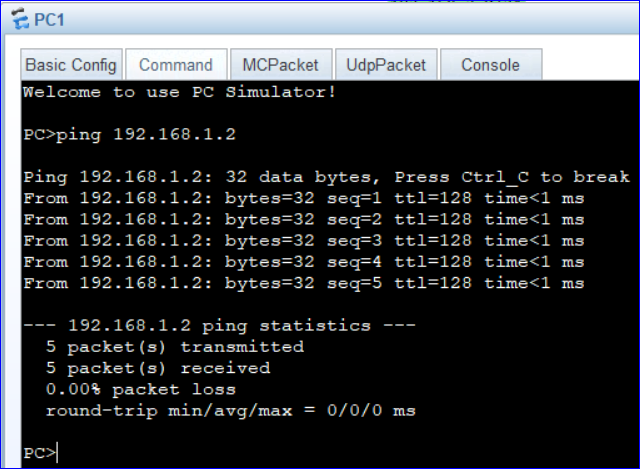 PC1
Basic Config Command MCPacket UdpPacket Console
Welcome to use PC Simulator!
PC>ping 192.168.1.2
Ping 192.168.1.2: 32 data bytes, Press Ctrl_C to break
From 192.168.1.2: bytes=32 seq=1 ttl=128 time<1 ms
From 192.168.1.2: bytes=32 seq=2 ttl=128 time<1 ms
From 192.168.1.2: bytes=32 seq=3 ttl=128 time<1 ms
From 192.168.1.2: bytes=32 seq=4 ttl=128 time<1 ms
From 192.168.1.2: bytes=32 seq=5 ttl=128 time<1 ms
--- 192.168.1.2 ping statistics ---
5 packet(s) transmitted
5 packet(s) received
0.00% packet loss
round-trip min/avg/max = 0/0/0 ms
PC>